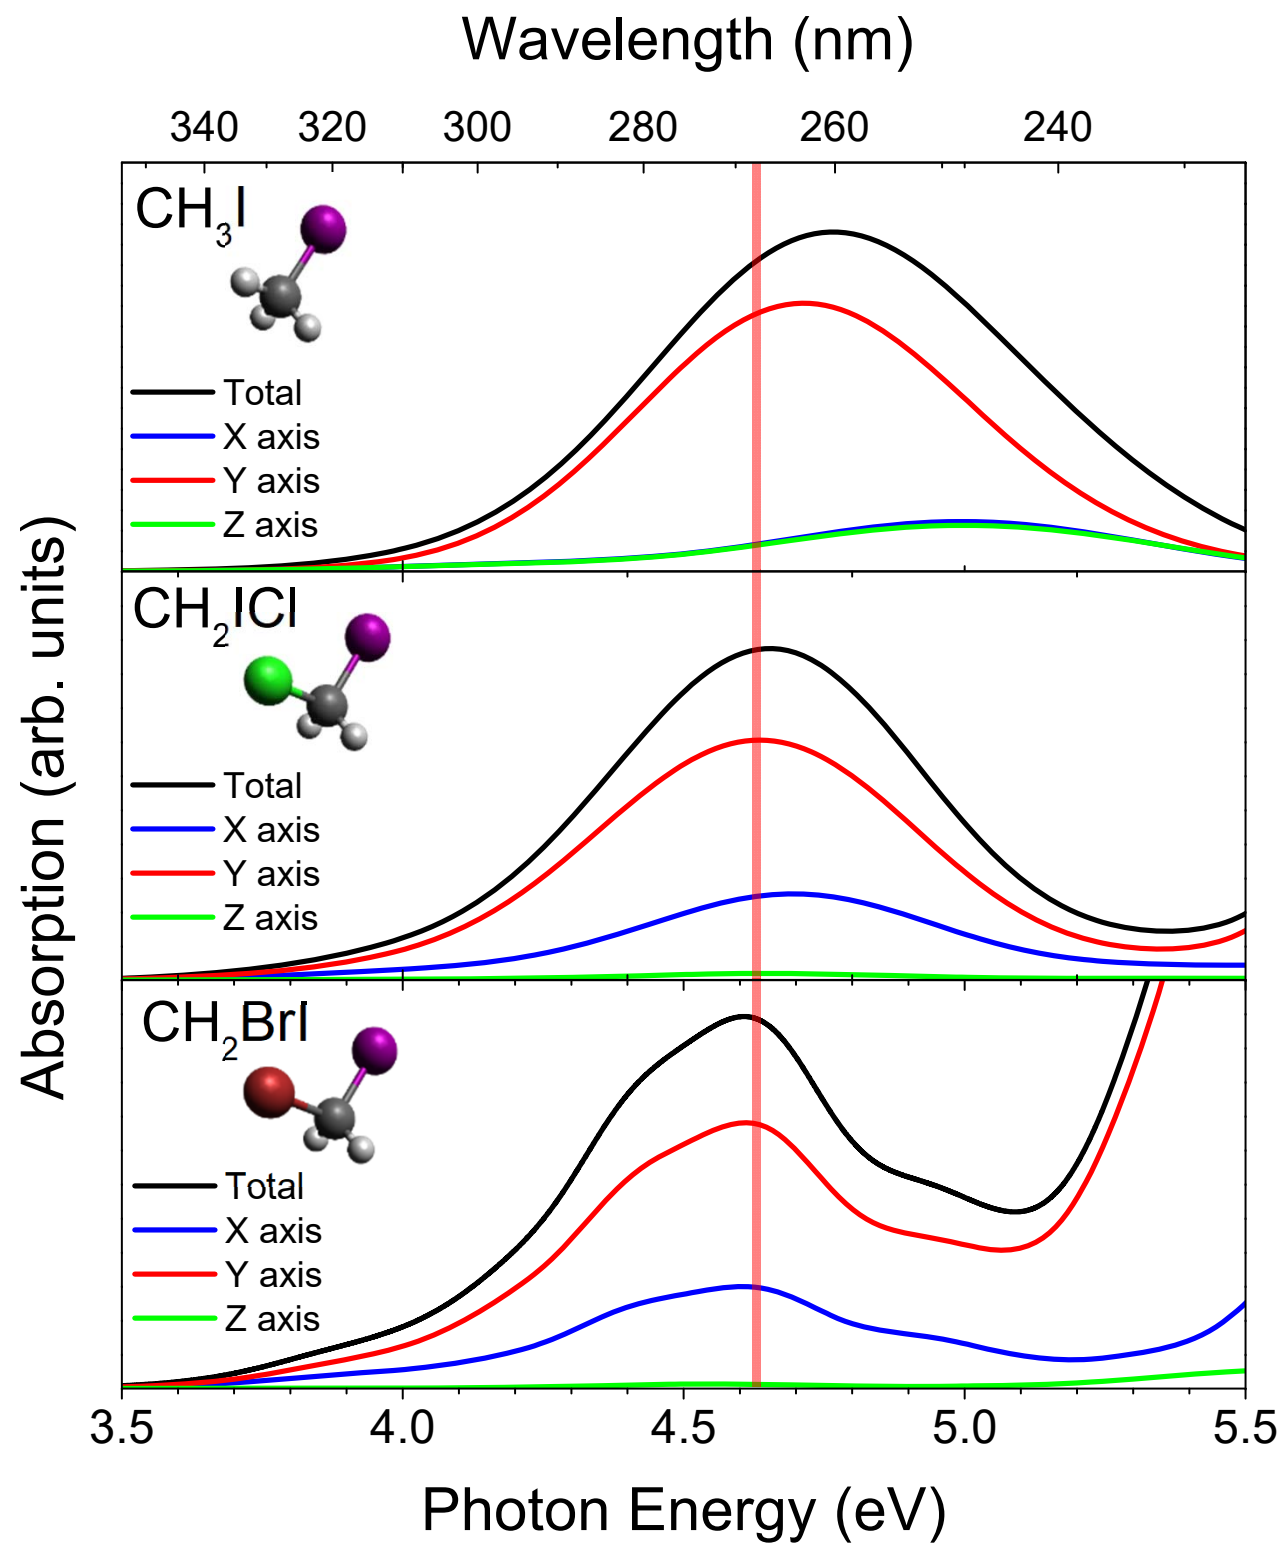 Wavelength (nm)
340 320 300 280 260 240
CH₃I
Total
X axis
Y axis
Z axis
CH₂ICl
Total
X axis
Y axis
Z axis
CH₂BrI
Total
X axis
Y axis
Z axis
Absorption (arb. units)
3.5 4.0 4.5 5.0 5.5
Photon Energy (eV)